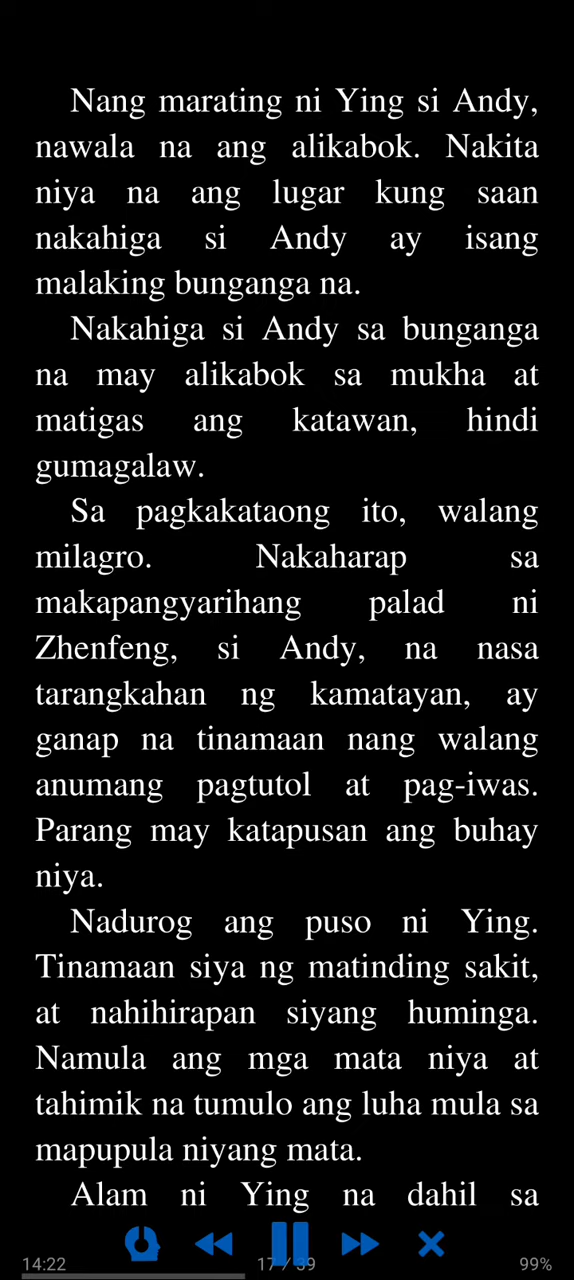 Nang marating ni Ying si Andy,
nawala na ang alikabok. Nakita
niya na ang lugar kung saan
nakahiga si Andy ay isang
malaking bunganga na.
Nakahiga si Andy sa bunganga
na may alikabok sa mukha at
matigas ang katawan, hindi
gumagalaw.
Sa pagkakataong ito, walang
milagro. Nakaharap sa
makapangyarihang palad ni
Zhenfeng, si Andy, na nasa
tarangkahan ng kamatayan, ay
ganap na tinamaan nang walang
anumang pagtutol at pag-iwas.
Parang may katapusan ang buhay
niya.
Nadurog ang puso ni Ying.
Tinamaan siya ng matinding sakit,
at nahihirapan siyang huminga.
Namula ang mga mata niya at
tahimik na tumulo ang luha mula sa
mapupula niyang mata.
Alam ni Ying na dahil sa
14:22 17 / 39 99%